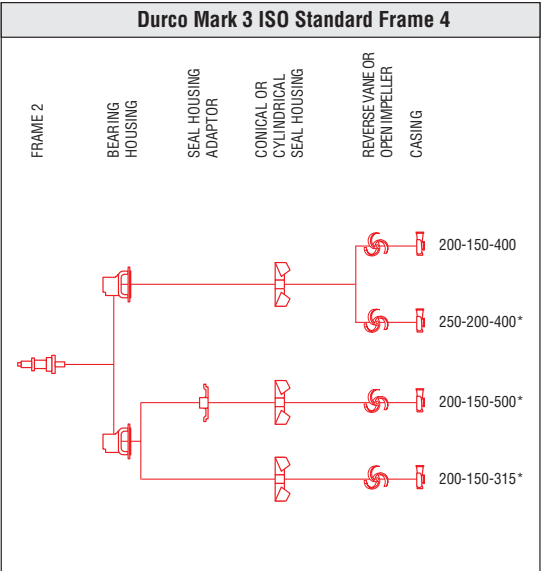 Durco Mark 3 ISO Standard Frame 4
FRAME 2
BEARING
HOUSING
SEAL HOUSING
ADAPTOR
CONICAL OR
CYLINDRICAL
SEAL HOUSING
REVERSE VANE OR
OPEN IMPELLER
CASING
200-150-400
250-200-400*
200-150-500*
200-150-315*